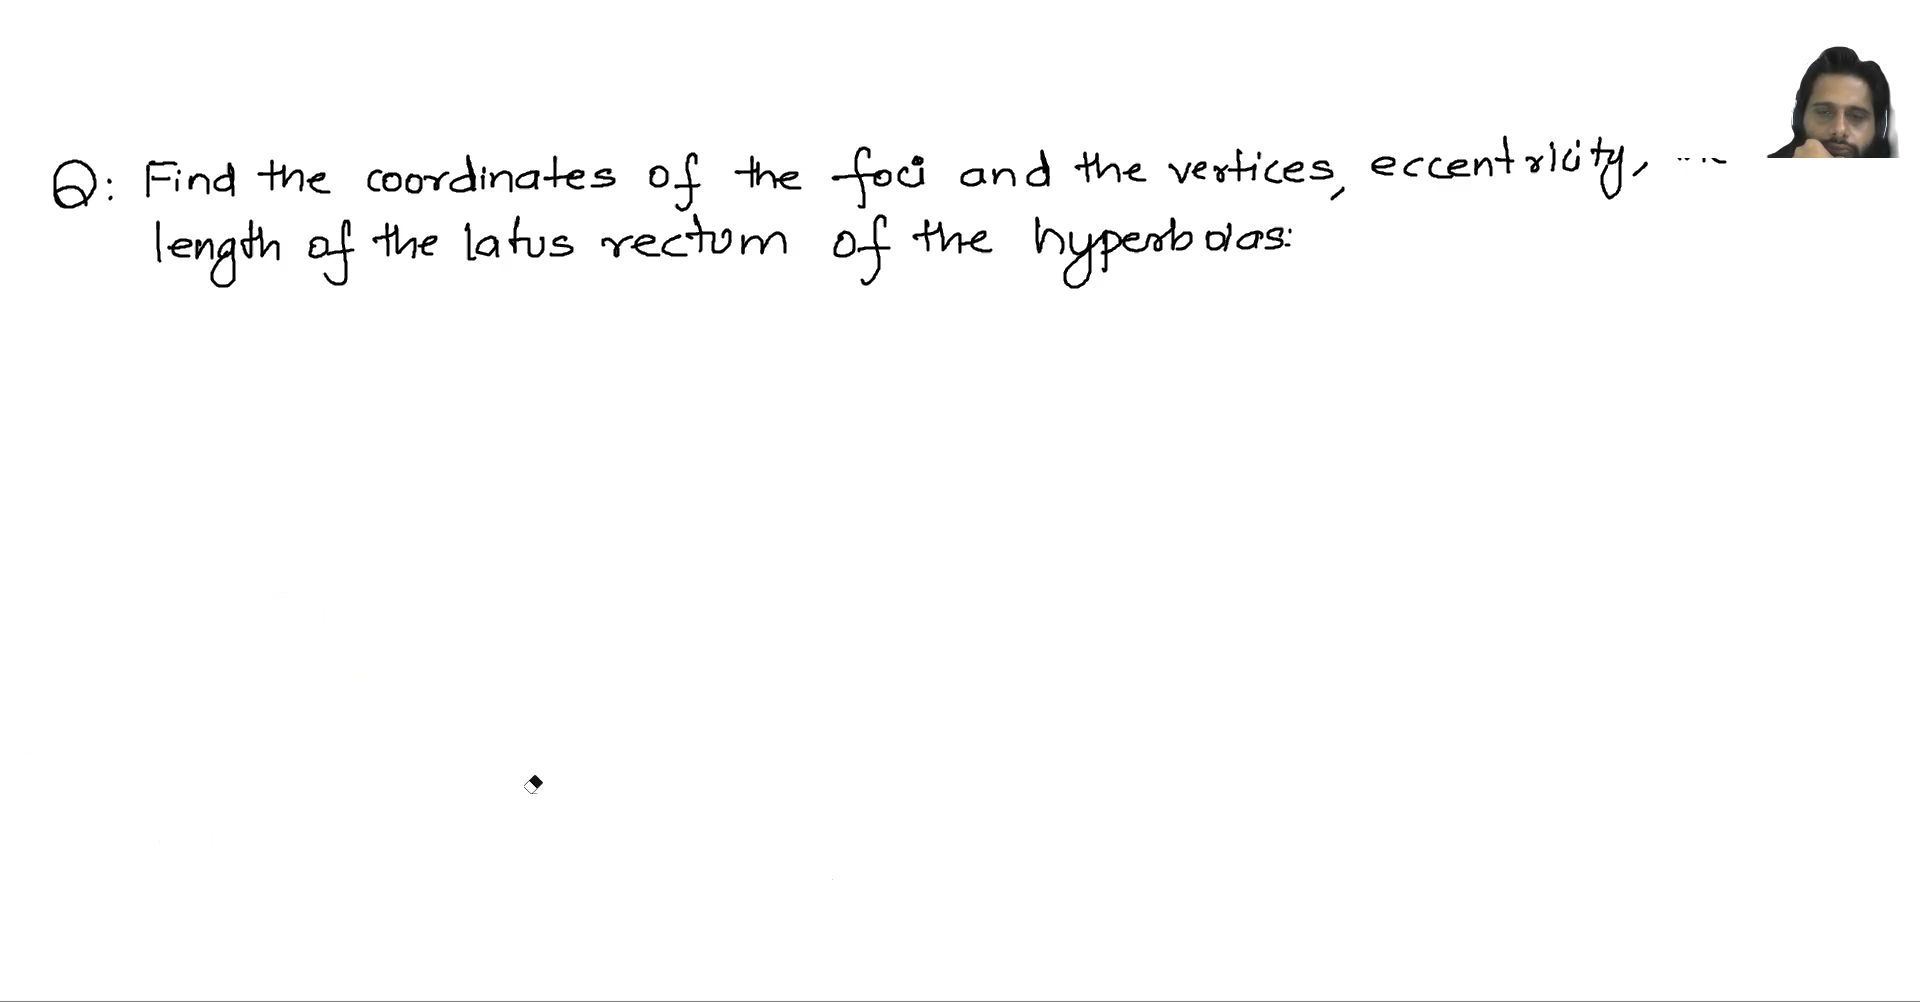 Q: Find the coordinates of the foci and the vertices, eccentricity,
length of the latus rectum of the hyperbolas: